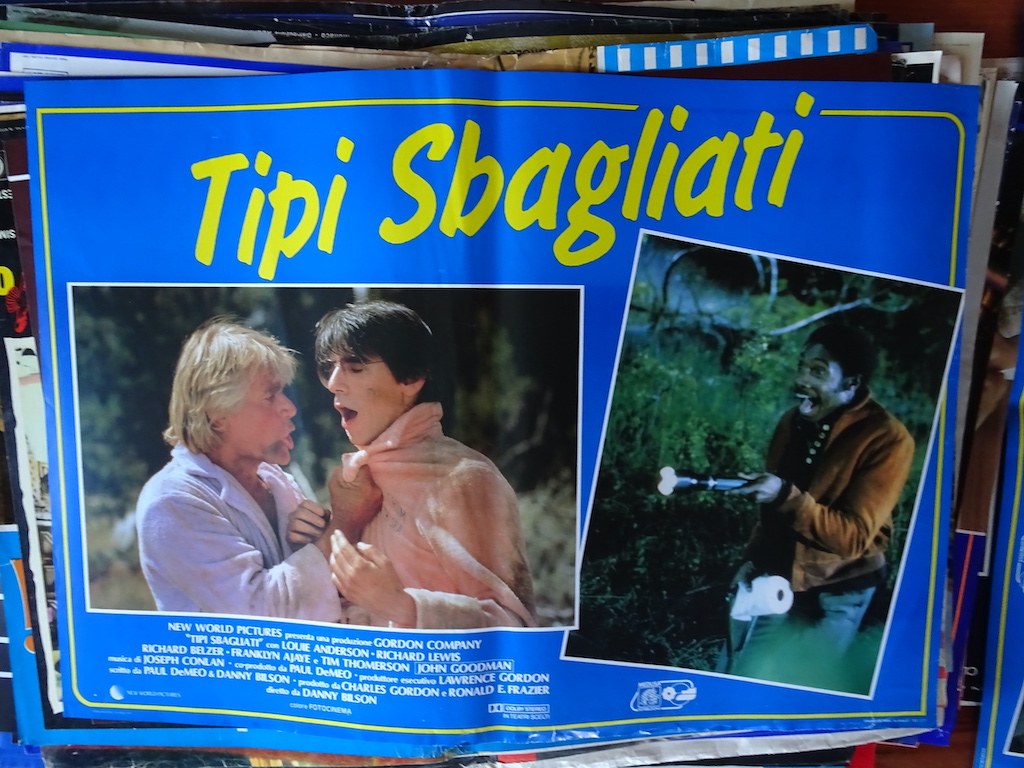 Tipi Sbagliati
NEW WORLD PICTURES presenta una produzione GORDON COMPANY
"TIPI SBAGLIATI" con LOUIE ANDERSON · RICHARD LEWIS
RICHARD BELZER · FRANKLYN AJAYE e TIM THOMERSON JOHN GOODMAN
musica di JOSEPH CONLAN · co-prodotto da PAUL DeMEO · produttore esecutivo LAWRENCE GORDON
scritto da PAUL DeMEO & DANNY BILSON · prodotto da CHARLES GORDON e RONALD E. FRAZIER
diretto da DANNY BILSON
colore FOTOCINEMA
NEW WORLD PICTURES
DOLBY STEREO
IN TEATRI SCELTI